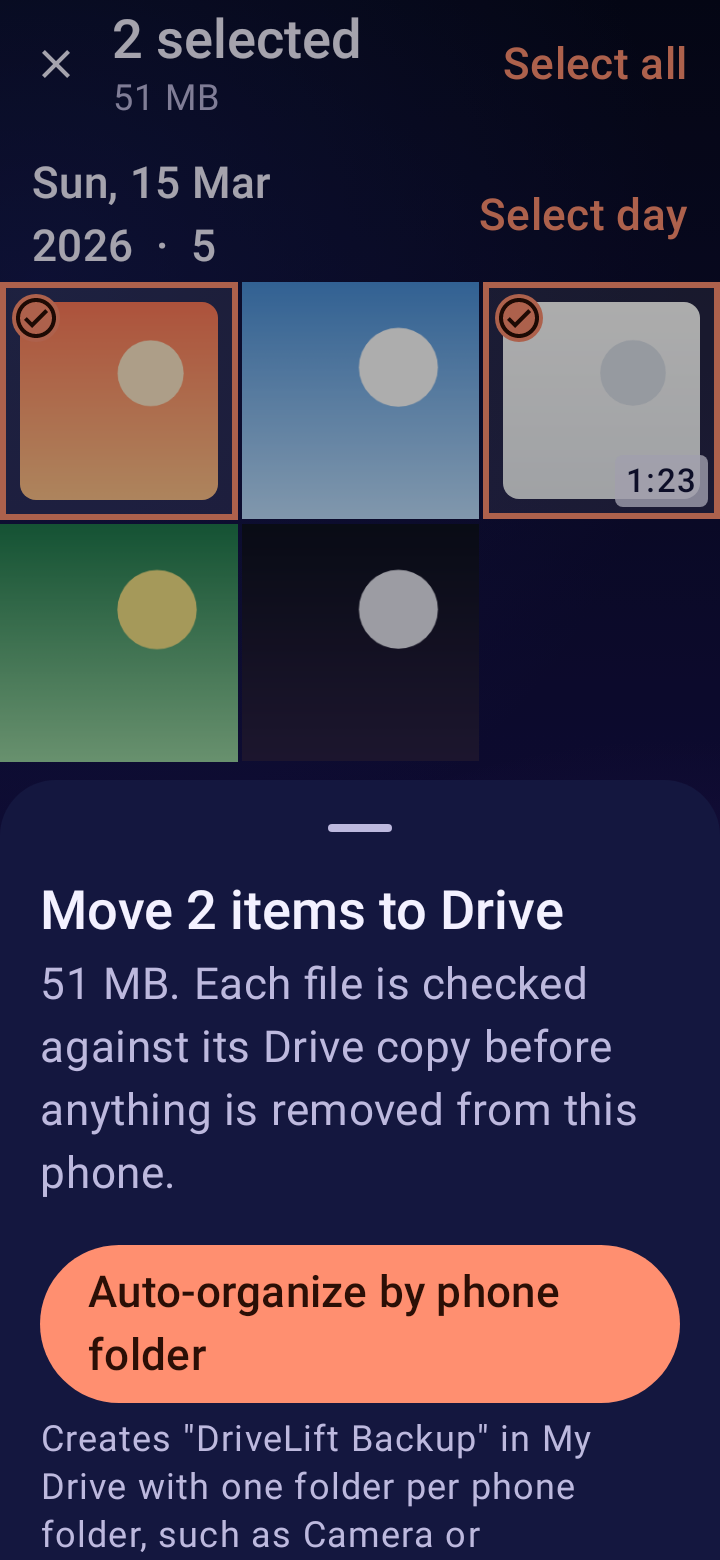 2 selected
51 MB
Select all
Sun, 15 Mar
2026 · 5
Select day
1:23
Move 2 items to Drive
51 MB. Each file is checked
against its Drive copy before
anything is removed from this
phone.
Auto-organize by phone
folder
Creates "DriveLift Backup" in My
Drive with one folder per phone
folder, such as Camera or